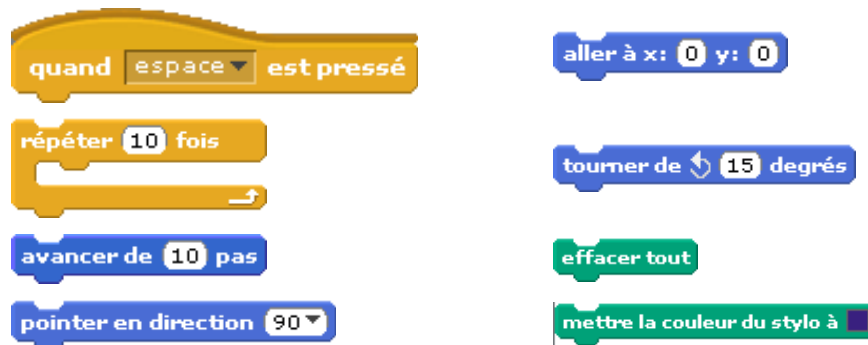 quand espace est pressé
répéter 10 fois
avancer de 10 pas
pointer en direction 90
aller à x: 0 y: 0
tourner de 15 degrés
effacer tout
mettre la couleur du stylo à